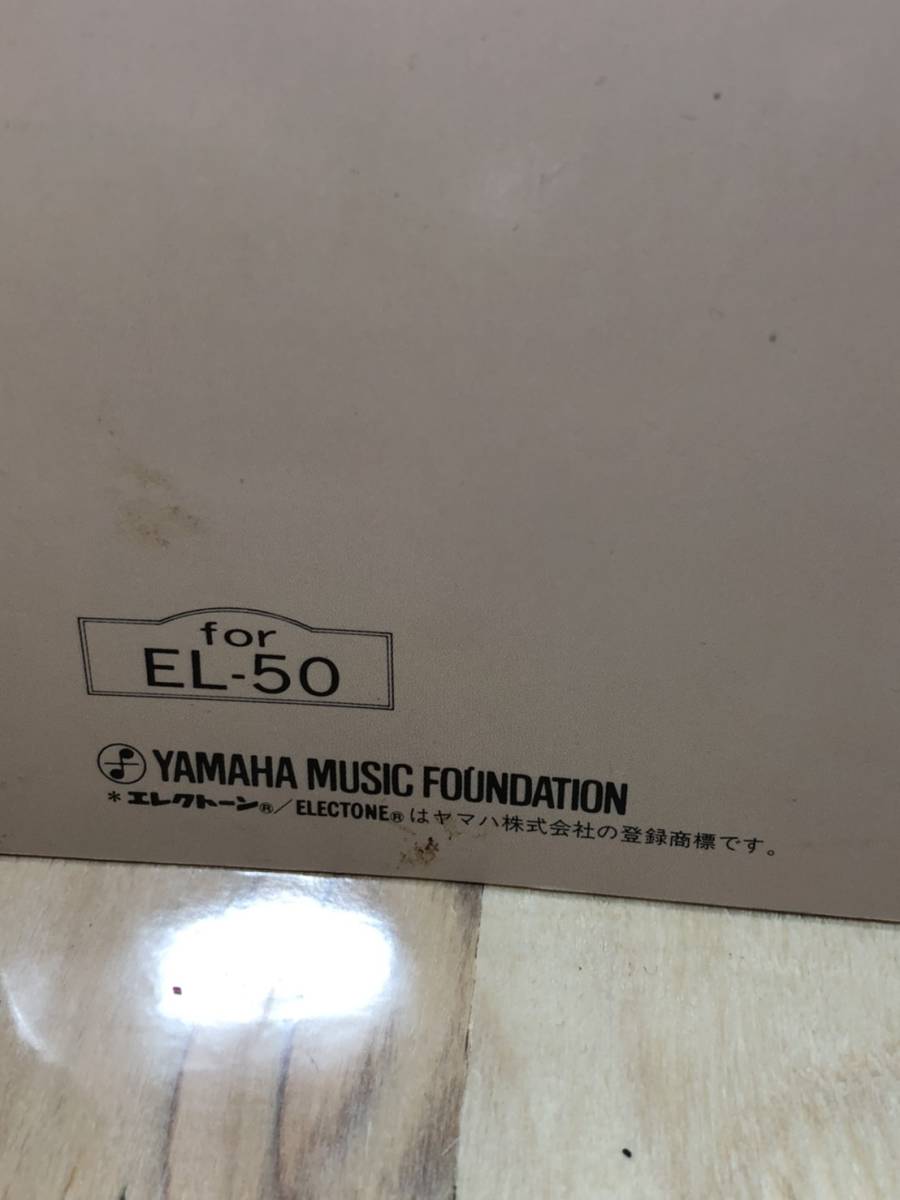 for
EL-50
YAMAHA MUSIC FOUNDATION
*エレクトーン®/ELECTONE®はヤマハ株式会社の登録商標です。